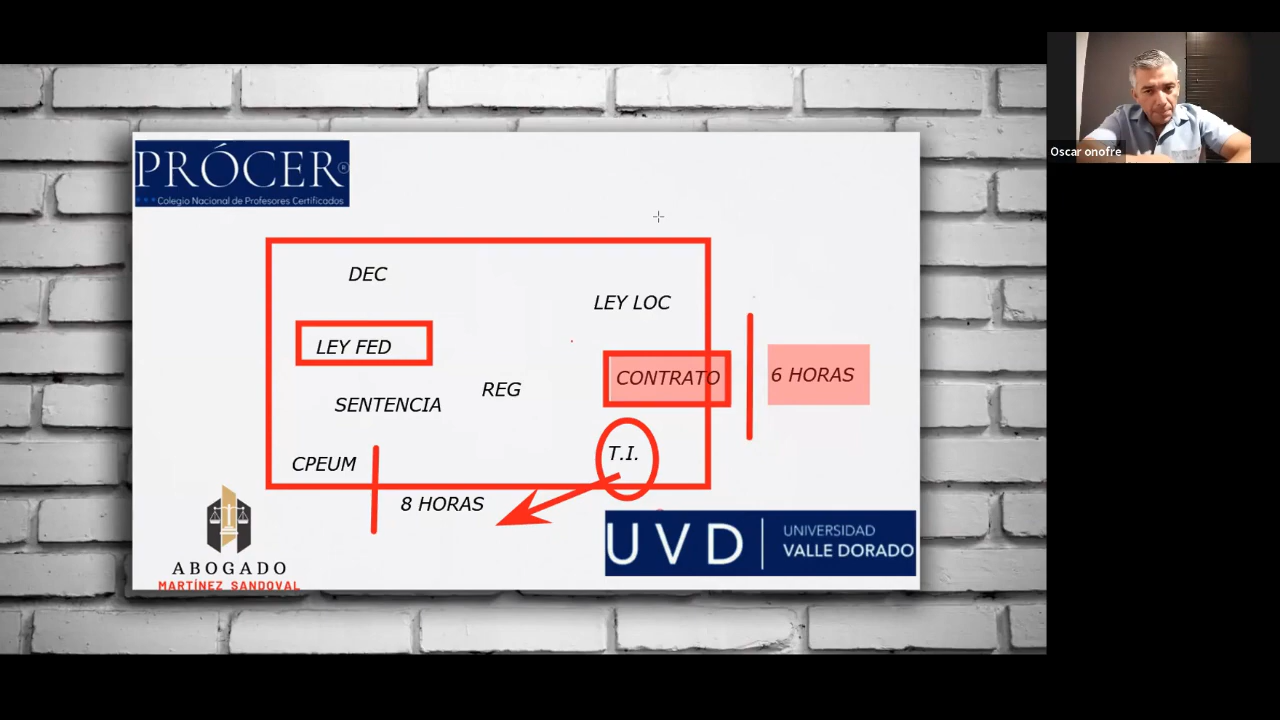 PRÓCER®
Colegio Nacional de Profesores Certificados
DEC
LEY LOC
LEY FED
CONTRATO
6 HORAS
REG
SENTENCIA
T.I.
CPEUM
8 HORAS
ABOGADO
MARTÍNEZ SANDOVAL
UVD
UNIVERSIDAD
VALLE DORADO
Oscar onofre